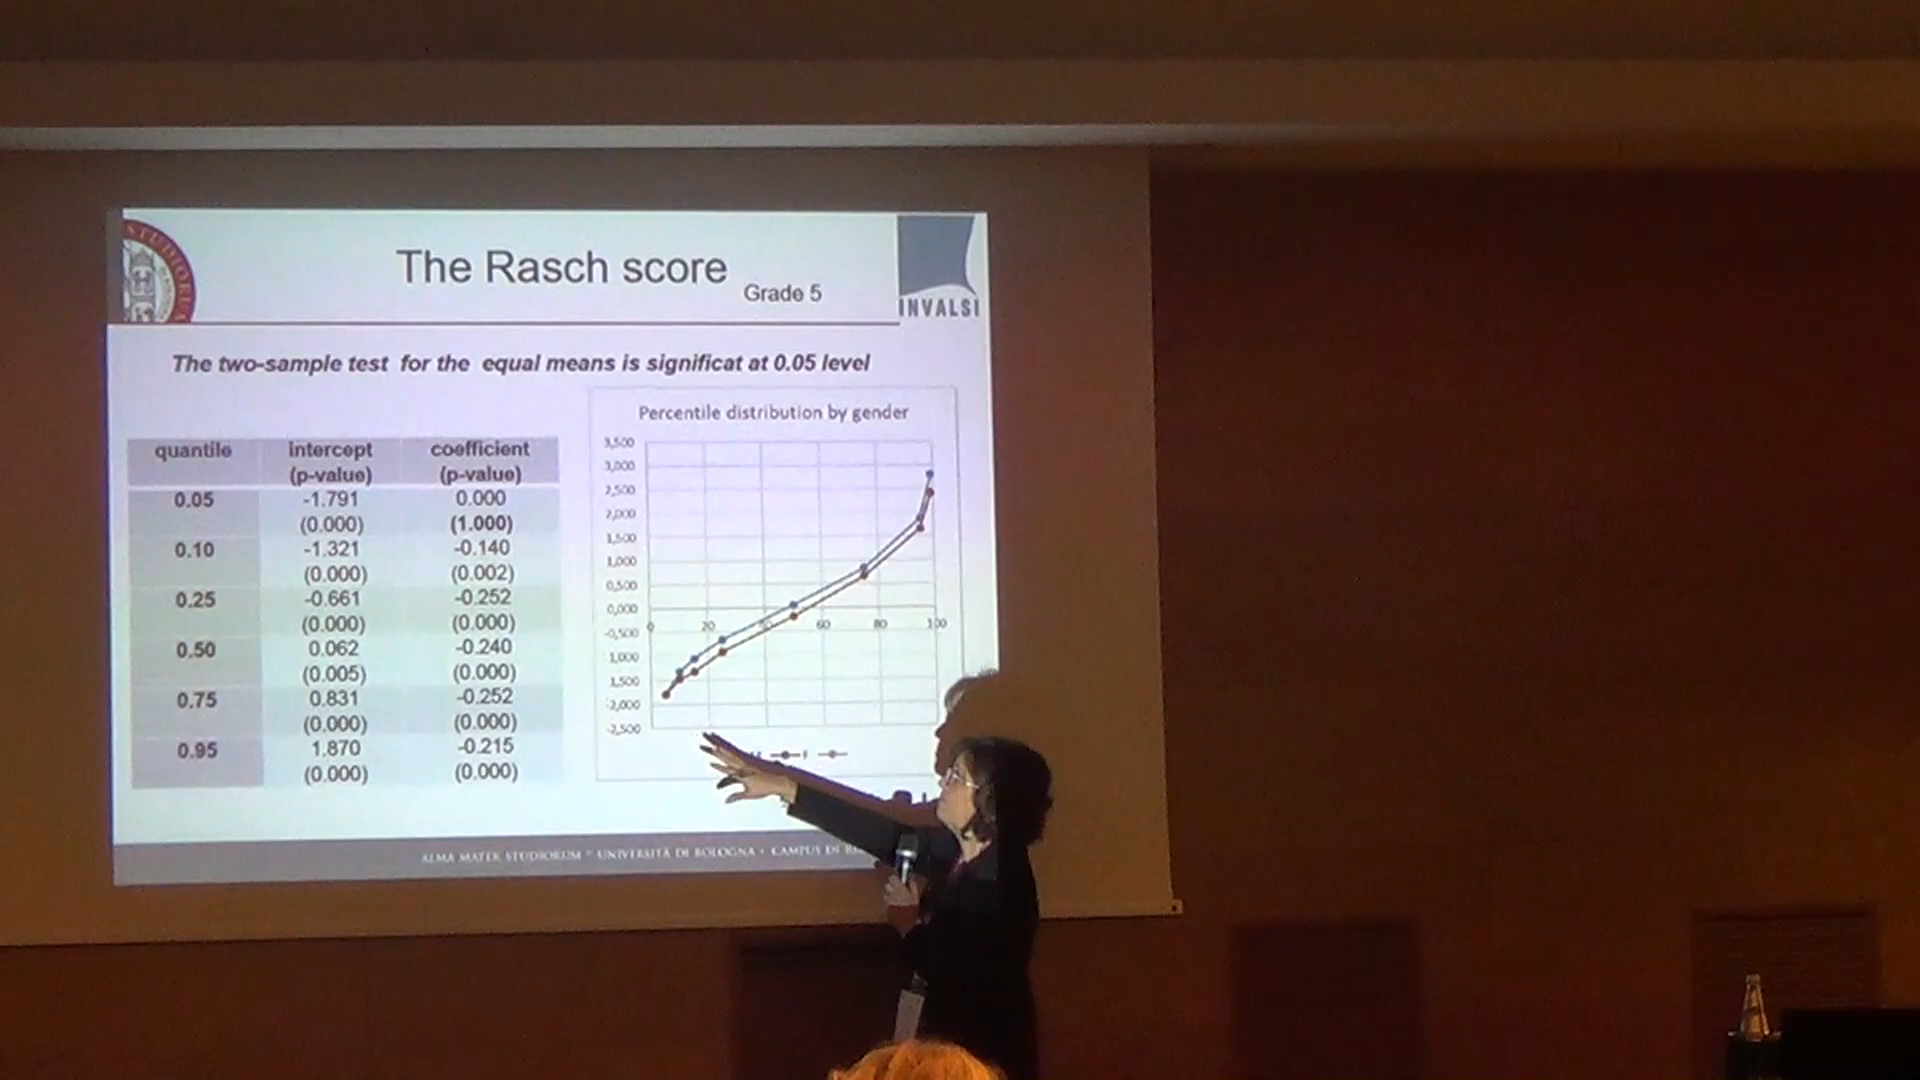 STUDIORUM
The Rasch score
Grade 5
INVALSI
The two-sample test for the equal means is significat at 0.05 level
quantile intercept coefficient
(p-value) (p-value)
0.05 -1.791 0.000
(0.000) (1.000)
0.10 -1.321 -0.140
(0.000) (0.002)
0.25 -0.661 -0.252
(0.000) (0.000)
0.50 0.062 -0.240
(0.005) (0.000)
0.75 0.831 -0.252
(0.000) (0.000)
0.95 1.870 -0.215
(0.000) (0.000)
Percentile distribution by gender
3,500
3,000
2,500
2,000
1,500
1,000
0,500
0,000
0 20 60 80 100
-0,500
1,000
1,500
-2,000
-2,500
ALMA MATER STUDIORUM ~ UNIVERSITÀ DI BOLOGNA - CAMPUS DI